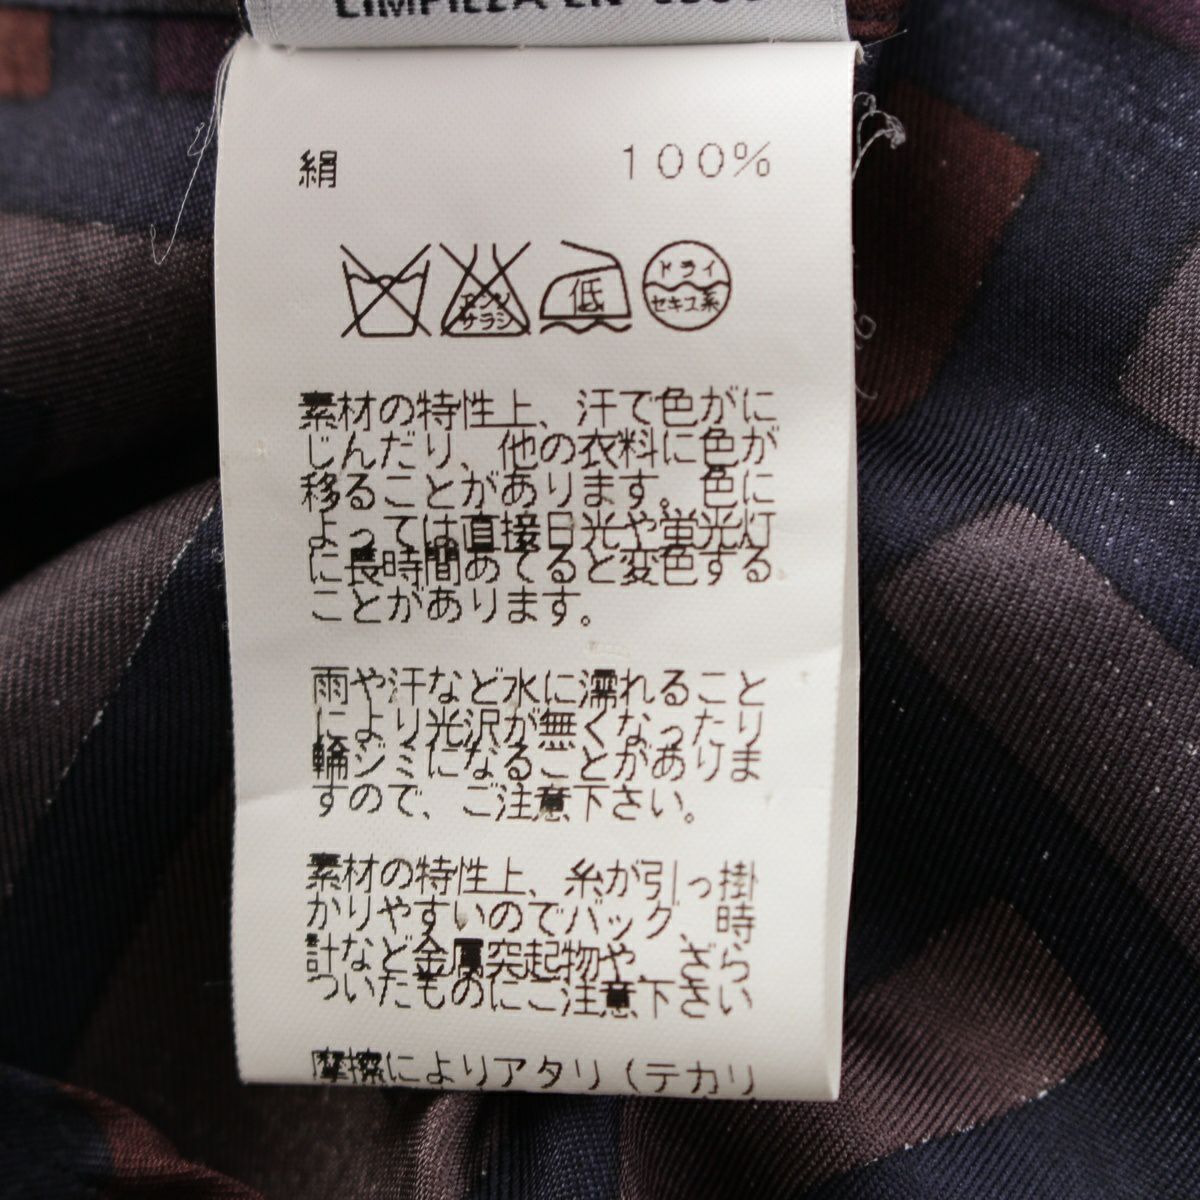 絹 100%
エンソ
サラシ
低
ドライ
セキユ系
素材の特性上、汗で色がに
じんだり、他の衣料に色が
移ることがあります。色に
よっては直接日光や蛍光灯
に長時間あてると変色する
ことがあります。
雨や汗など水に濡れること
により光沢が無くなったり
輪ジミになることがありま
すので、ご注意下さい。
素材の特性上、糸が引っ掛
かりやすいのでバッグ、時
計など金属突起物や、ざら
ついたものにご注意下さい
摩擦によりアタリ(テカリ